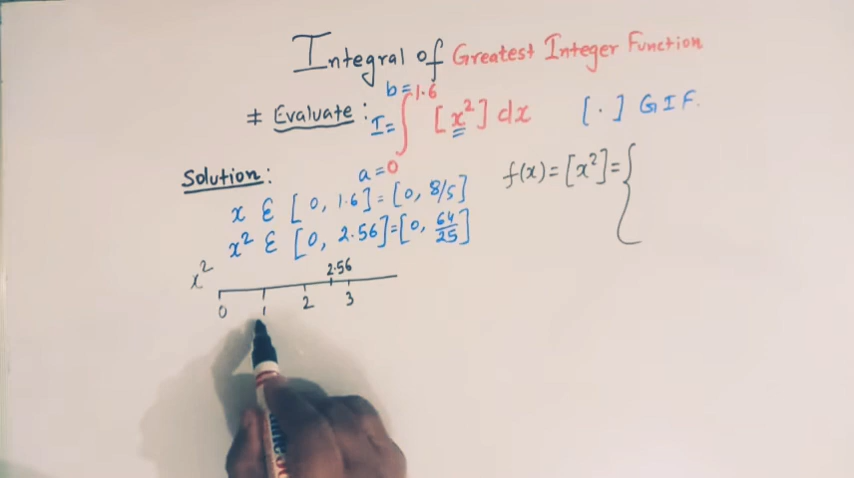 Integral of Greatest Integer Function
# Evaluate : I= ∫ [x²] dx [ · ] G I F.
b=1.6
a=0
Solution:
x ε [0, 1.6] = [0, 8/5]
x² ε [0, 2.56] = [0, 64/25]
f(x) = [x²] = {
x²
2.56
0 1 2 3